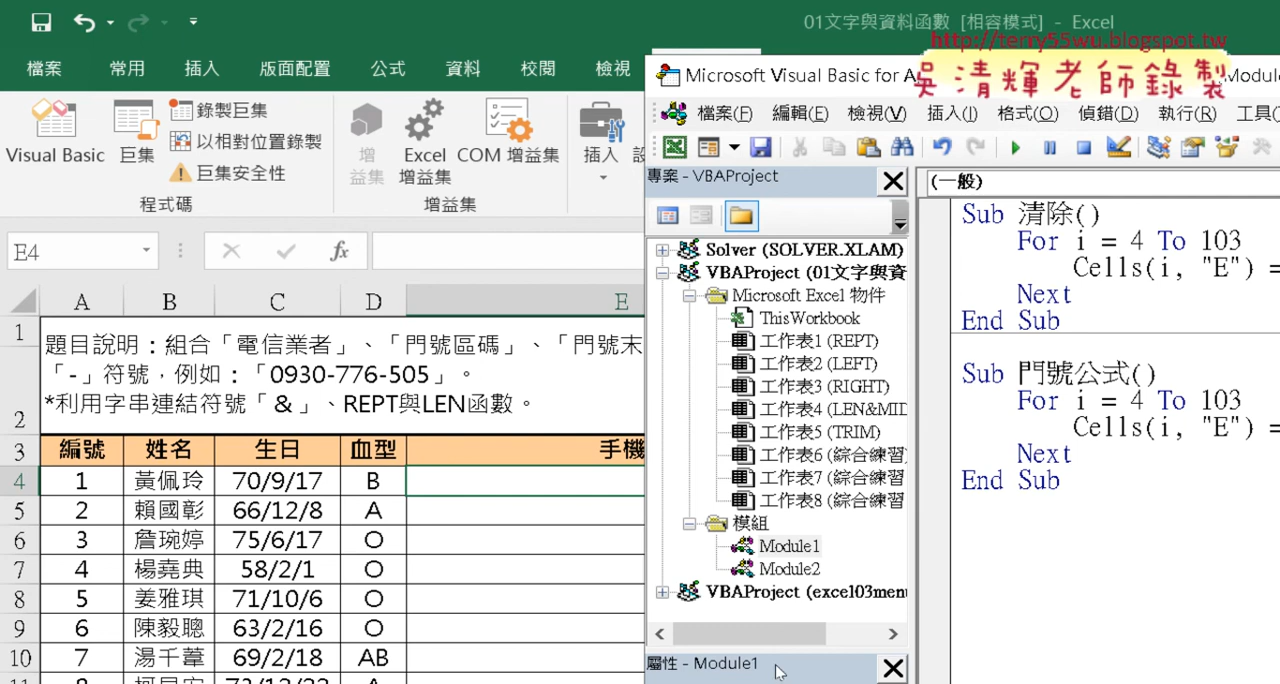 01文字與資料函數 [相容模式] - Excel
http://terry55wu.blogspot.tw
吳清輝老師錄製
檔案 常用 插入 版面配置 公式 資料 校閱 檢視
Microsoft Visual Basic for A
檔案(F) 編輯(E) 檢視(V) 插入(I) 格式(O) 偵錯(D) 執行(R) 工具(
Visual Basic 巨集
錄製巨集
以相對位置錄製
巨集安全性
程式碼
增
益集
Excel
增益集
COM 增益集
增益集
插入
專案 - VBAProject
(一般)
E4
fx
A B C D E
1
2
題目說明：組合「電信業者」、「門號區碼」、「門號末
「-」符號，例如：「0930-776-505」。
*利用字串連結符號「&」、REPT與LEN函數。
3 編號 姓名 生日 血型 手機
4 1 黃佩玲 70/9/17 B
5 2 賴國彰 66/12/8 A
6 3 詹琬婷 75/6/17 O
7 4 楊堯典 58/2/1 O
8 5 姜雅琪 71/10/6 O
9 6 陳毅聰 63/2/16 O
10 7 湯千葦 69/2/18 AB
Solver (SOLVER.XLAM)
VBAProject (01文字與資
Microsoft Excel 物件
ThisWorkbook
工作表1 (REPT)
工作表2 (LEFT)
工作表3 (RIGHT)
工作表4 (LEN&MID
工作表5 (TRIM)
工作表6 (綜合練習
工作表7 (綜合練習
工作表8 (綜合練習
模組
Module1
Module2
VBAProject (excel03menu
屬性 - Module1
Sub 清除()
For i = 4 To 103
Cells(i, "E") =
Next
End Sub
Sub 門號公式()
For i = 4 To 103
Cells(i, "E") =
Next
End Sub